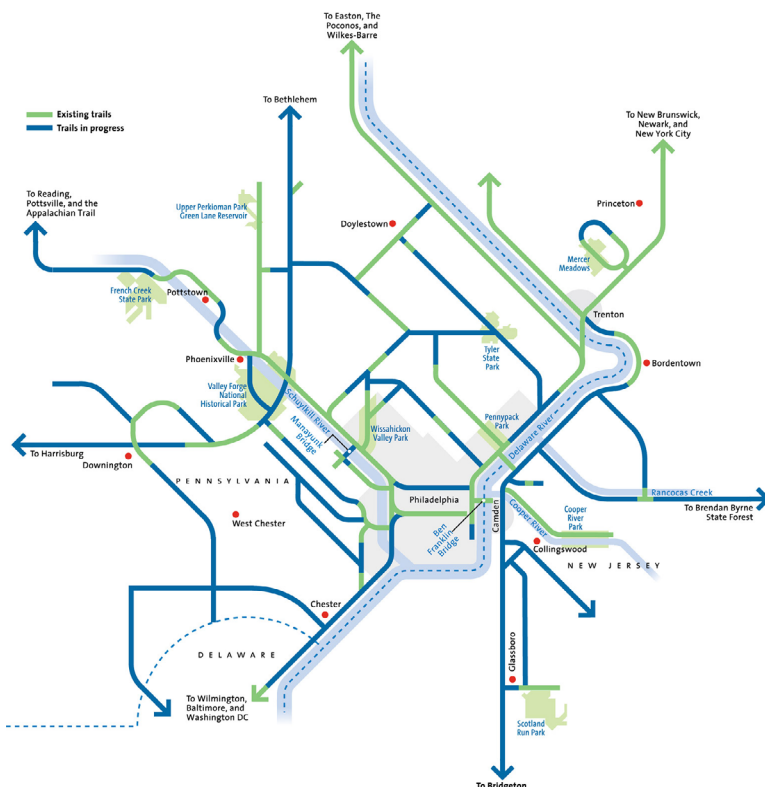 To Easton, The
Poconos, and
Wilkes-Barre
To Bethlehem
Existing trails
Trails in progress
To New Brunswick,
Newark, and
New York City
To Reading,
Pottsville, and the
Appalachian Trail
Upper Perkioman Park
Green Lane Reservoir
Doylestown
Princeton
Mercer
Meadows
French Creek
State Park
Pottstown
Trenton
Phoenixville
Tyler
State
Park
Bordentown
Valley Forge
National
Historical Park
Schuylkill River
Manayunk
Bridge
Wissahickon
Valley Park
Pennypack
Park
Delaware River
To Harrisburg
Downington
PENNSYLVANIA
Philadelphia
Camden
Rancocas Creek
To Brendan Byrne
State Forest
West Chester
Ben
Franklin
Bridge
Cooper River
Cooper
River
Park
Collingswood
NEW JERSEY
Chester
DELAWARE
Glassboro
To Wilmington,
Baltimore, and
Washington DC
Scotland
Run Park
To Bridgeton